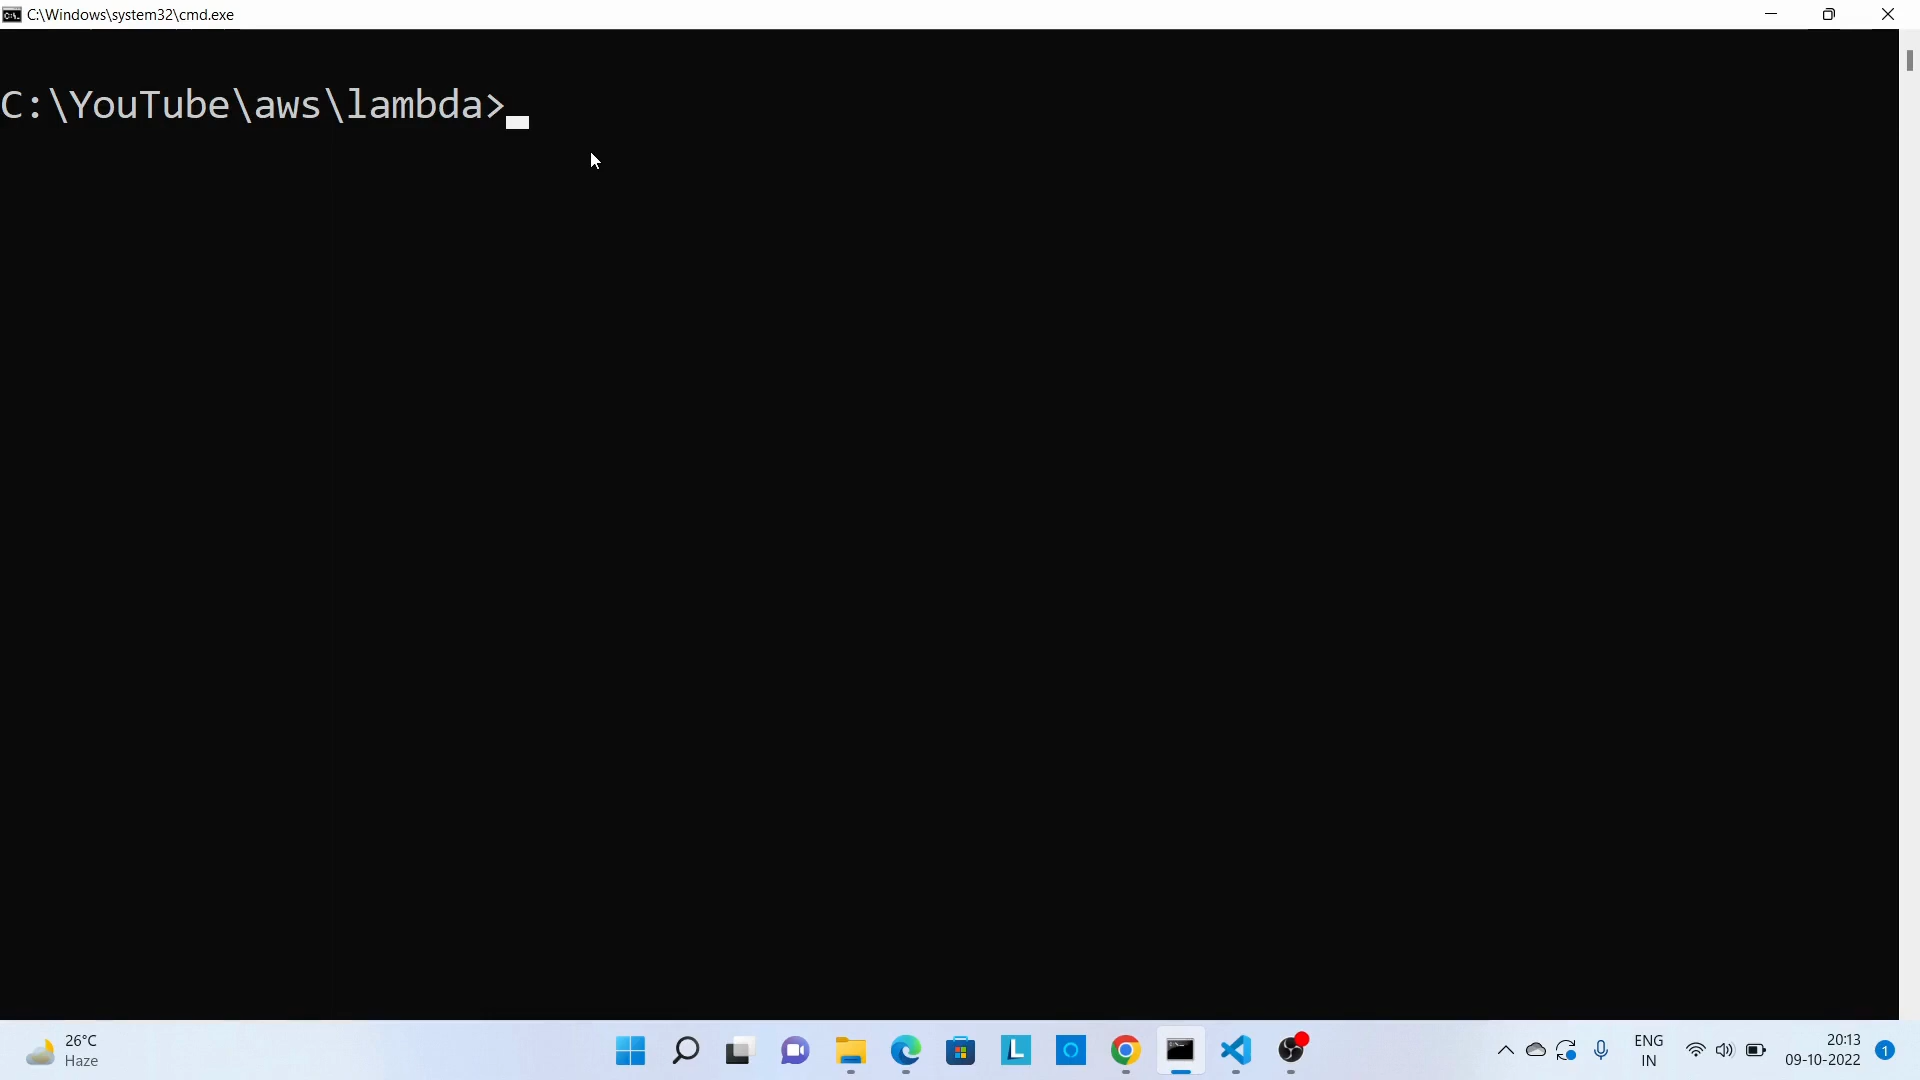 C:\Windows\system32\cmd.exe
C:\YouTube\aws\lambda>
26°C
Haze
ENG
IN
20:13
09-10-2022
1